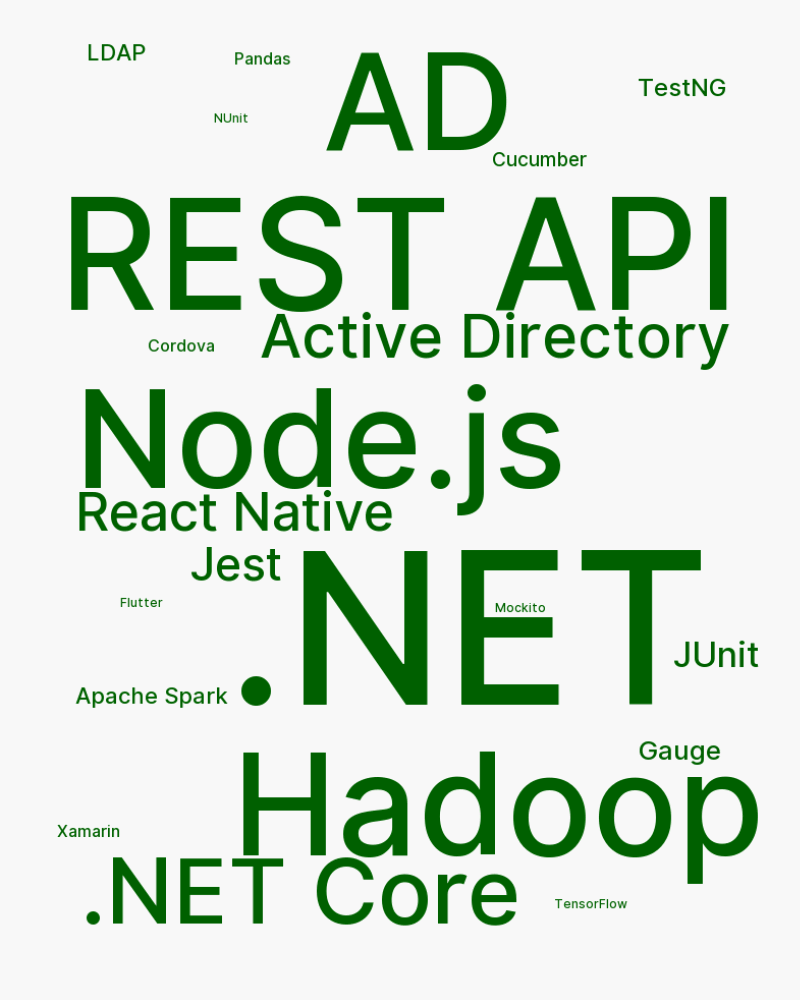 LDAP
Pandas
AD
TestNG
NUnit
Cucumber
REST API
Active Directory
Cordova
Node.js
React Native
Jest
.NET
Flutter
Mockito
JUnit
Apache Spark
Gauge
Hadoop
Xamarin
.NET Core
TensorFlow